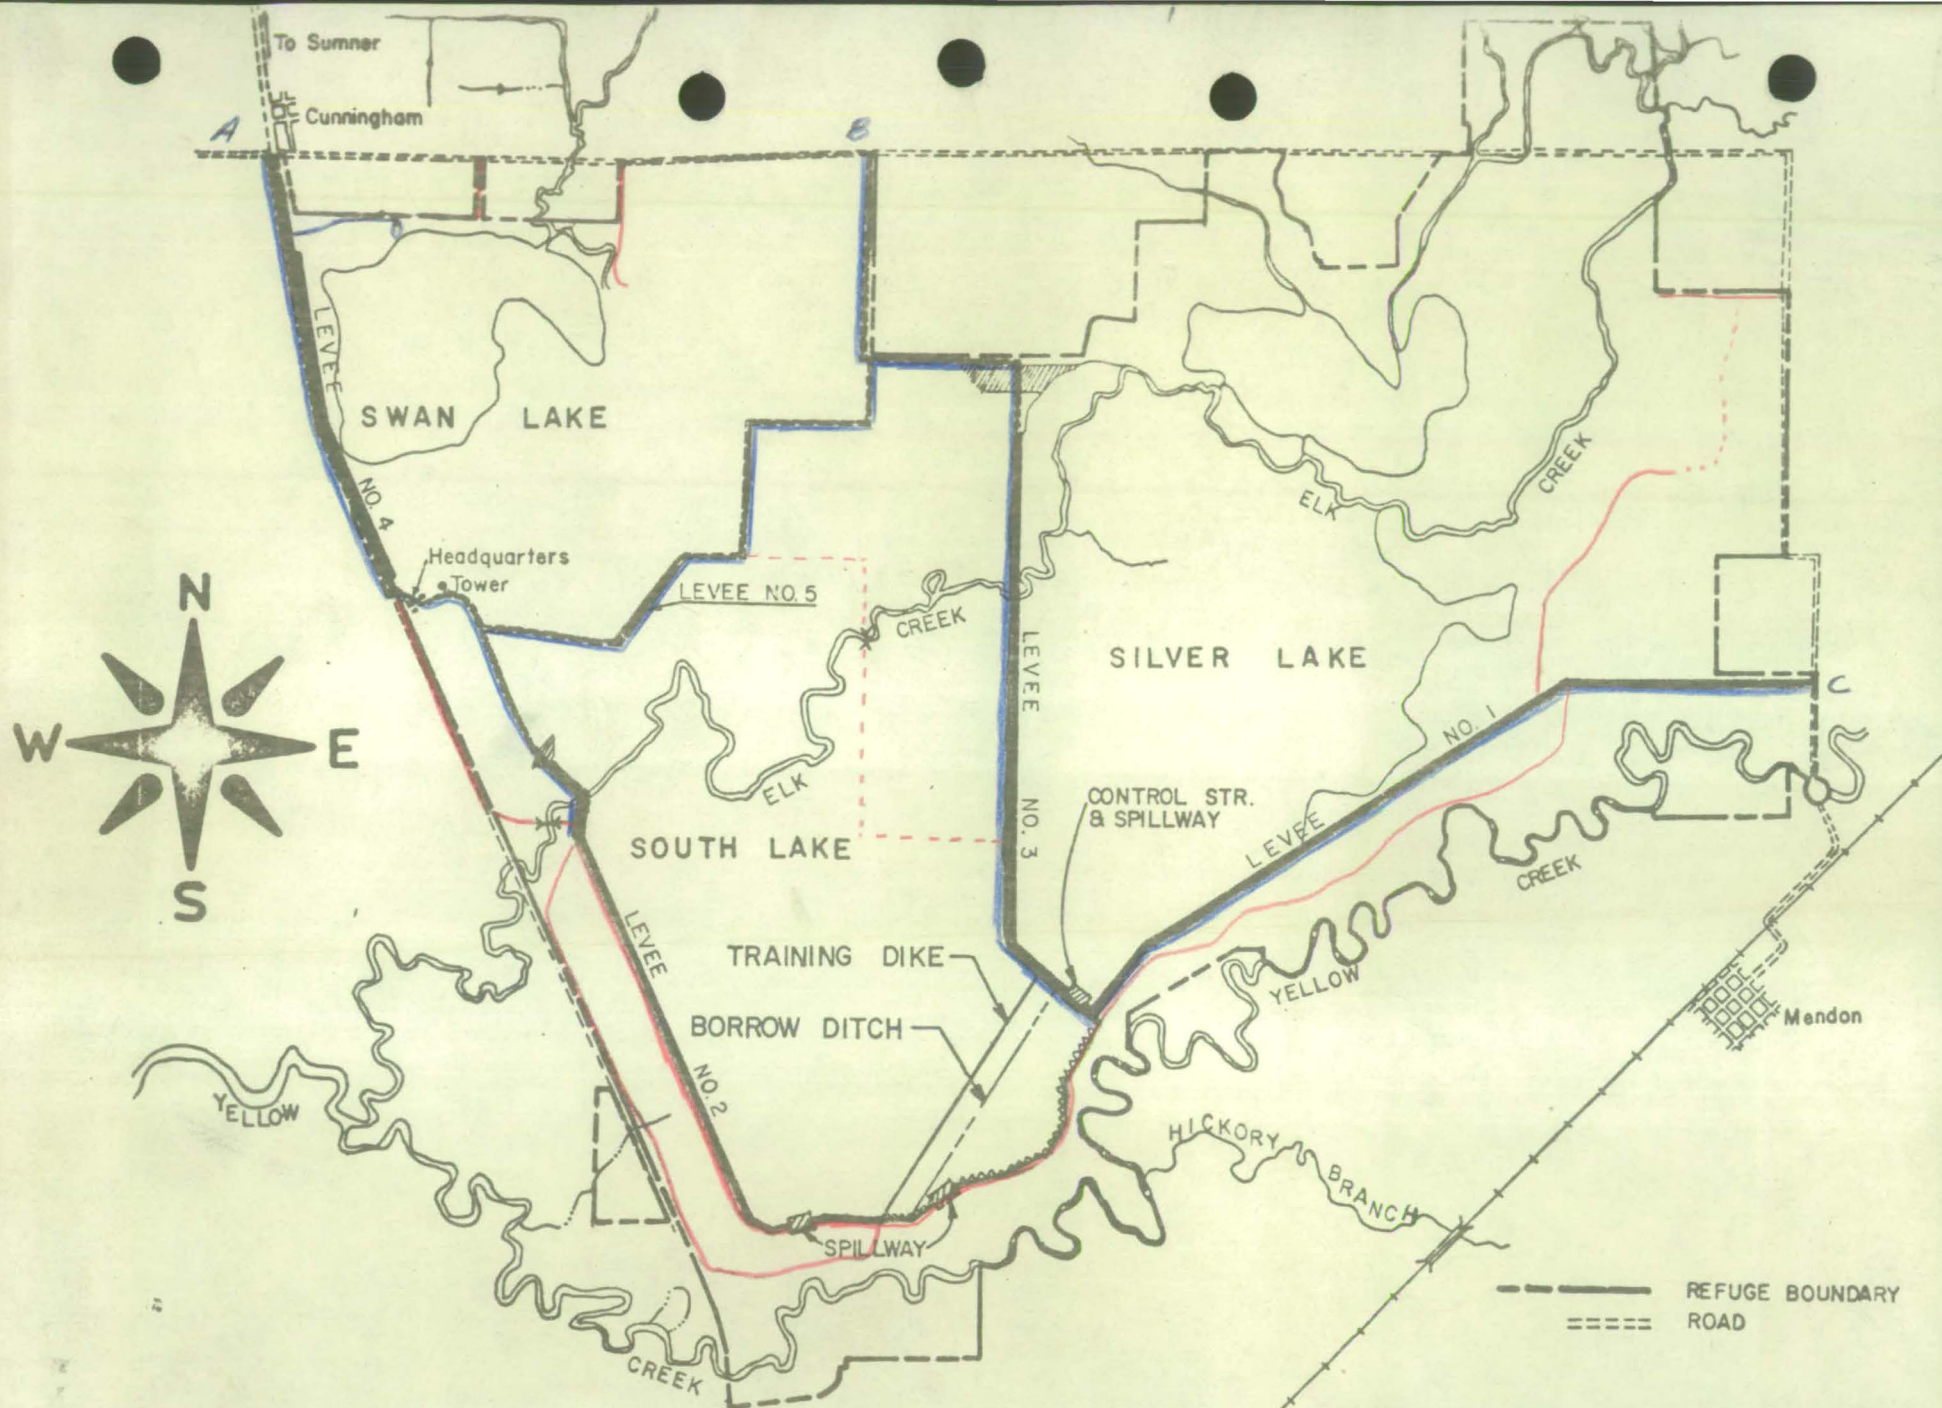 To Sumner
Cunningham
A
B
LEVEE
NO. 4
SWAN LAKE
ELK
CREEK
Headquarters
Tower
LEVEE NO. 5
CREEK
N
W
E
S
LEVEE
NO. 3
SILVER LAKE
C
LEVEE
NO. 1
ELK
SOUTH LAKE
CONTROL STR.
& SPILLWAY
LEVEE
NO. 2
TRAINING DIKE
BORROW DITCH
YELLOW
CREEK
Mendon
YELLOW
CREEK
HICKORY
BRANCH
SPILLWAY
REFUGE BOUNDARY
ROAD